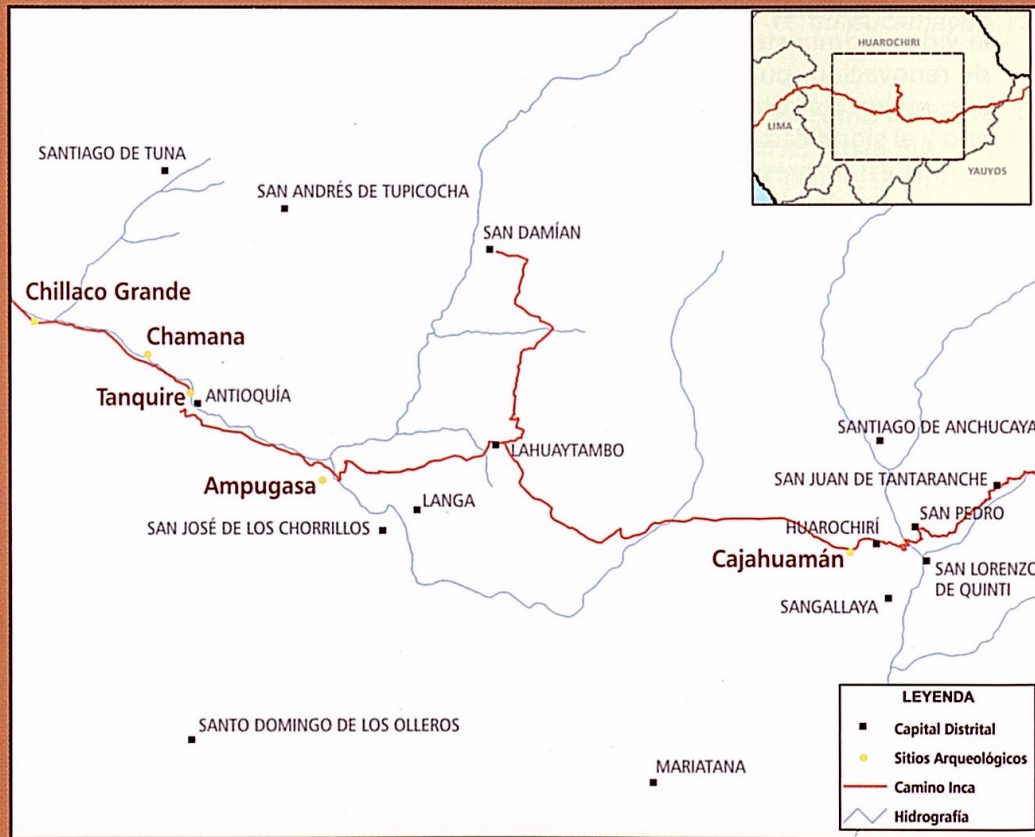 HUAROCHIRI
LIMA
YAUYOS
SANTIAGO DE TUNA
SAN ANDRÉS DE TUPICOCHA
SAN DAMÍAN
Chillaco Grande
Chamana
Tanquire
ANTIOQUÍA
LAHUAYTAMBO
SANTIAGO DE ANCHUCAYA
Ampugasa
LANGA
SAN JUAN DE TANTARANCHE
SAN JOSÉ DE LOS CHORRILLOS
SAN PEDRO
HUAROCHIRÍ
Cajahuamán
SAN LORENZO
DE QUINTI
SANGALLAYA
SANTO DOMINGO DE LOS OLLEROS
MARIATANA
LEYENDA
Capital Distrital
Sitios Arqueológicos
Camino Inca
Hidrografía